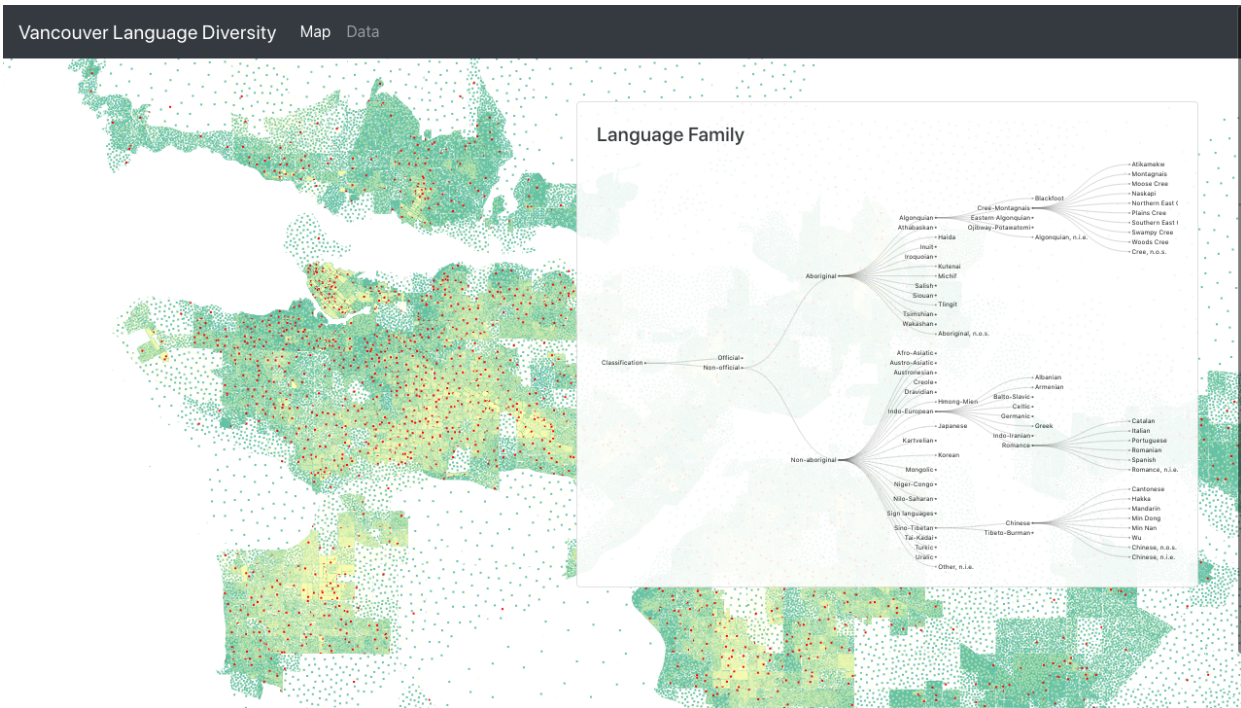 Vancouver Language Diversity Map Data
Language Family
Classification
Official
Non-official
Aboriginal
Non-aboriginal
Algonquian
Athabaskan
Haida
Inuit
Iroquoian
Kutenai
Michif
Salish
Siouan
Tlingit
Tsimshian
Wakashan
Aboriginal, n.o.s.
Afro-Asiatic
Austro-Asiatic
Austronesian
Creole
Dravidian
Hmong-Mien
Indo-European
Japanese
Kartvelian
Korean
Mongolic
Niger-Congo
Nilo-Saharan
Sign languages
Sino-Tibetan
Tai-Kadai
Turkic
Uralic
Other, n.i.e.
Blackfoot
Cree-Montagnais
Eastern Algonquian
Ojibway-Potawatomi
Algonquian, n.i.e.
Albanian
Armenian
Balto-Slavic
Celtic
Germanic
Greek
Indo-Iranian
Romance
Chinese
Tibeto-Burman
Atikamekw
Montagnais
Moose Cree
Naskapi
Northern East
Plains Cree
Southern East
Swampy Cree
Woods Cree
Cree, n.o.s.
Catalan
Italian
Portuguese
Romanian
Spanish
Romance, n.i.e.
Cantonese
Hakka
Mandarin
Min Dong
Min Nan
Wu
Chinese, n.o.s.
Chinese, n.i.e.